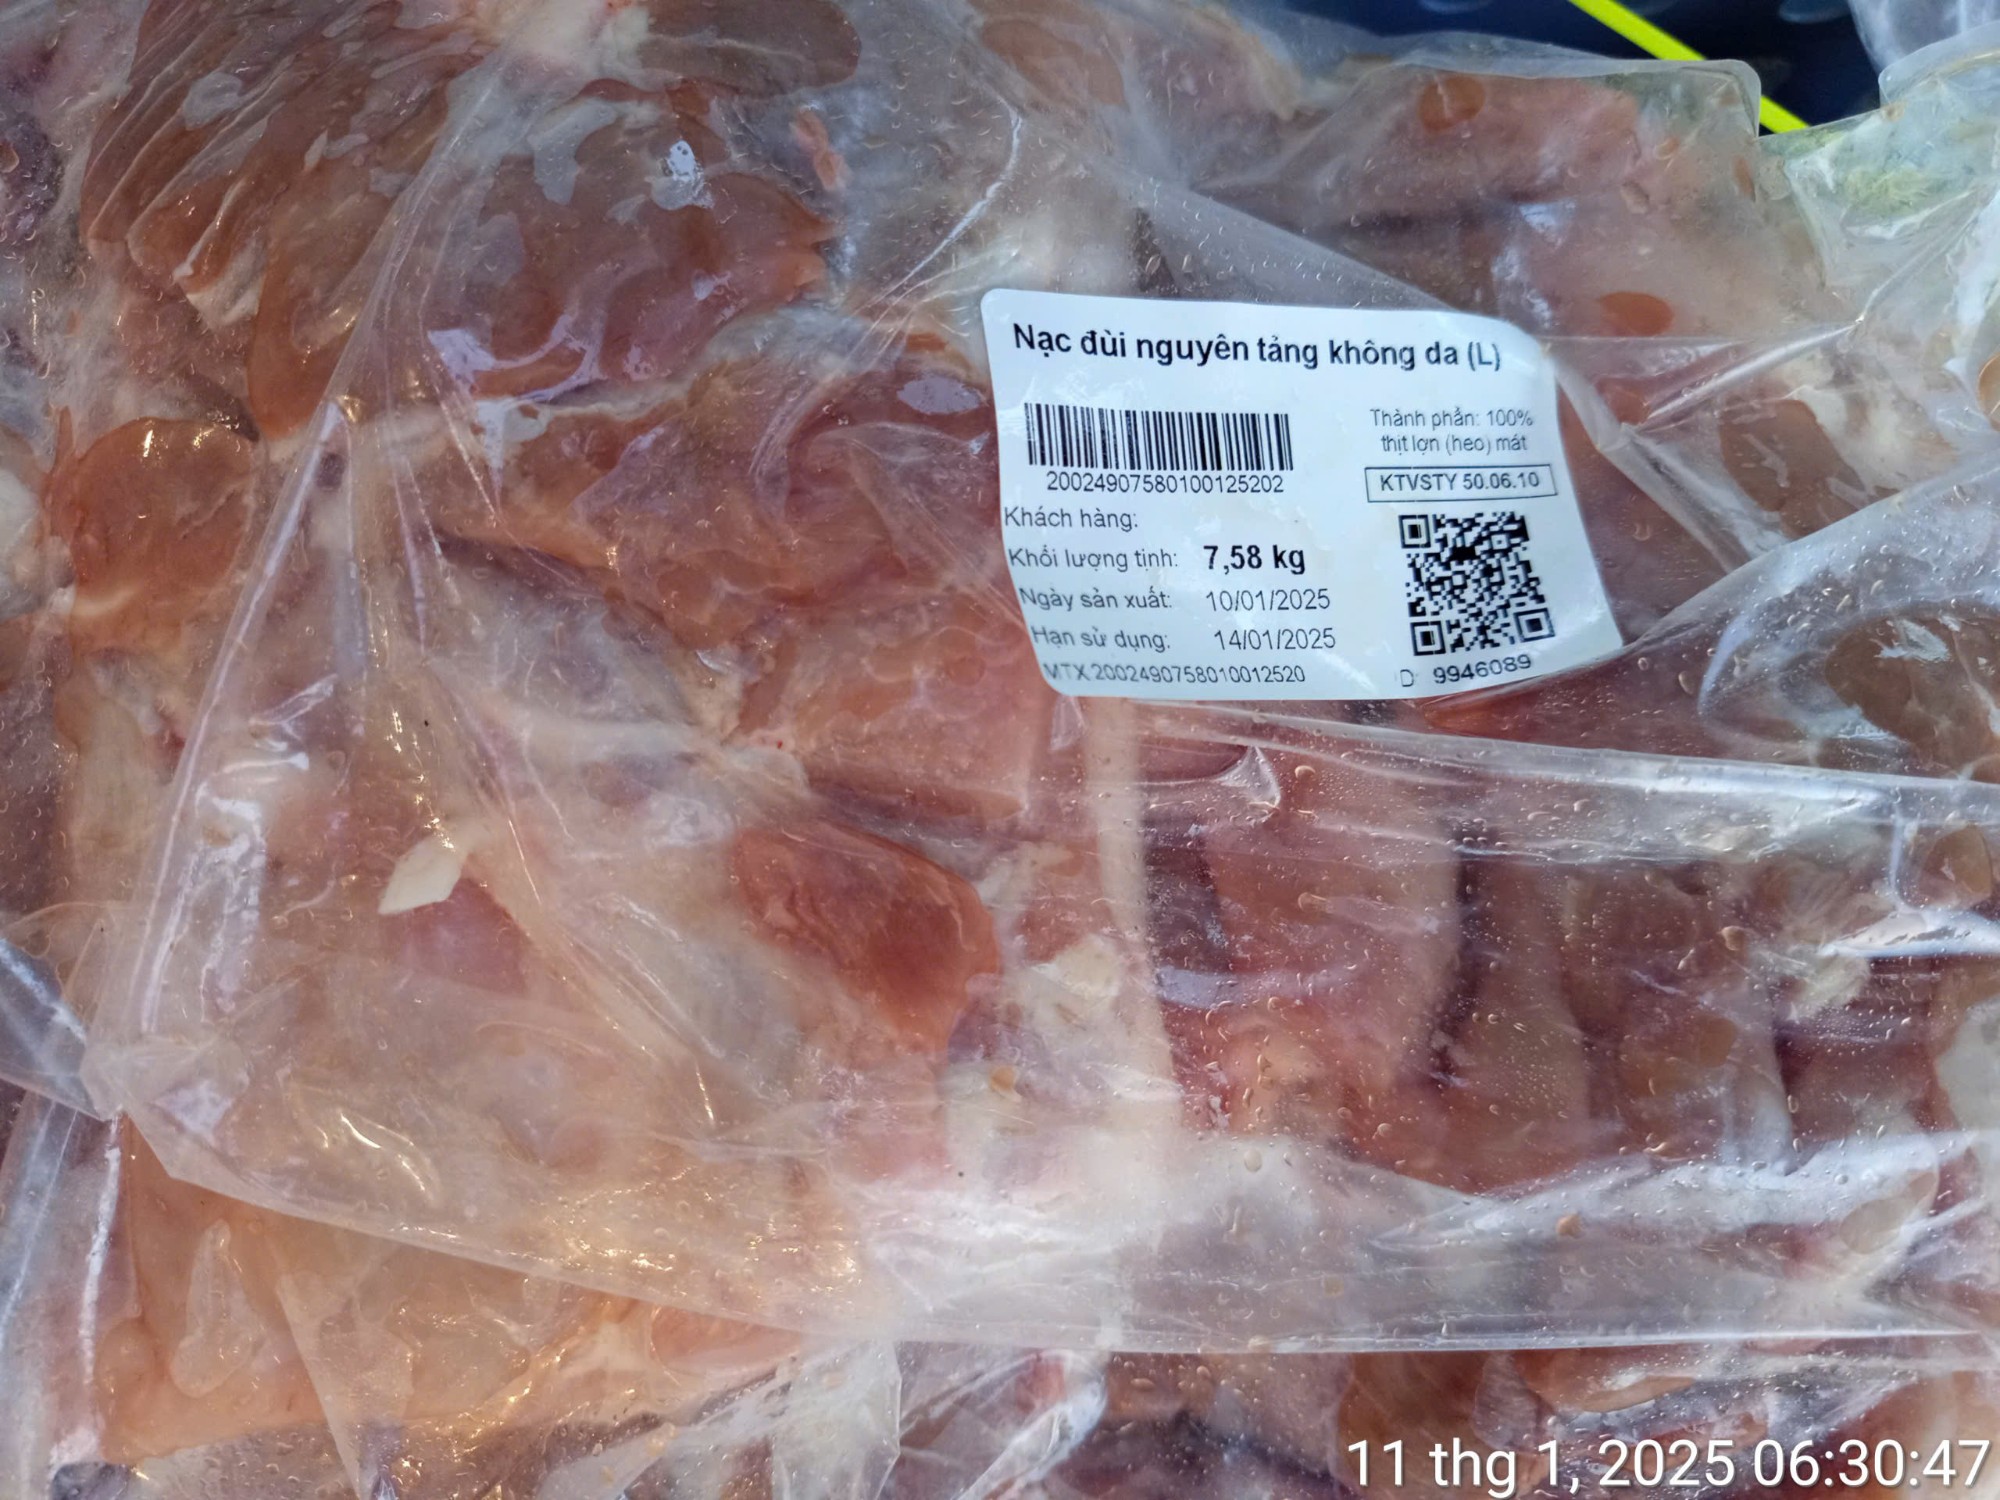 Nạc đùi nguyên tảng không da (L)
Thành phần: 100%
thịt lợn (heo) mát
20024907580100125202
KTVSTY 50.06.10
Khách hàng:
Khối lượng tịnh: 7,58 kg
Ngày sản xuất: 10/01/2025
Hạn sử dụng: 14/01/2025
MTX 2002490758010012520
D: 9946089
11 thg 1, 2025 06:30:47